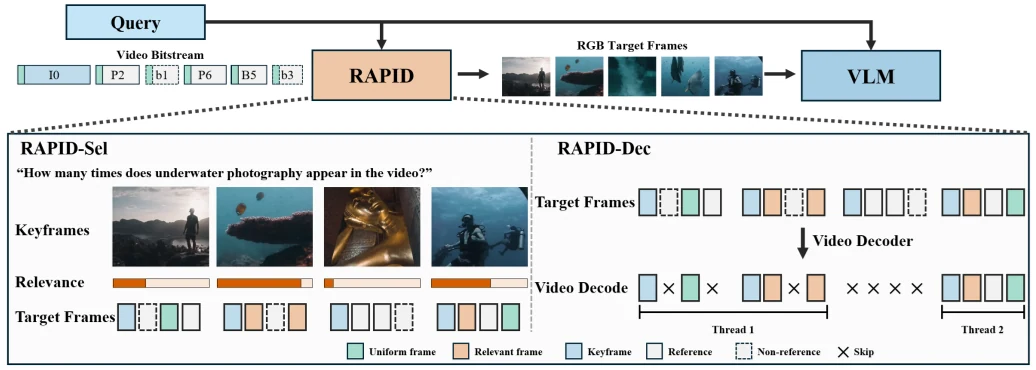 Query
Video Bitstream
I0 P2 b1 P6 B5 b3
RAPID
RGB Target Frames
VLM
RAPID-Sel
“How many times does underwater photography appear in the video?”
Keyframes
Relevance
Target Frames
RAPID-Dec
Target Frames
Video Decoder
Video Decode
Thread 1
Thread 2
Uniform frame Relevant frame Keyframe Reference Non-reference Skip